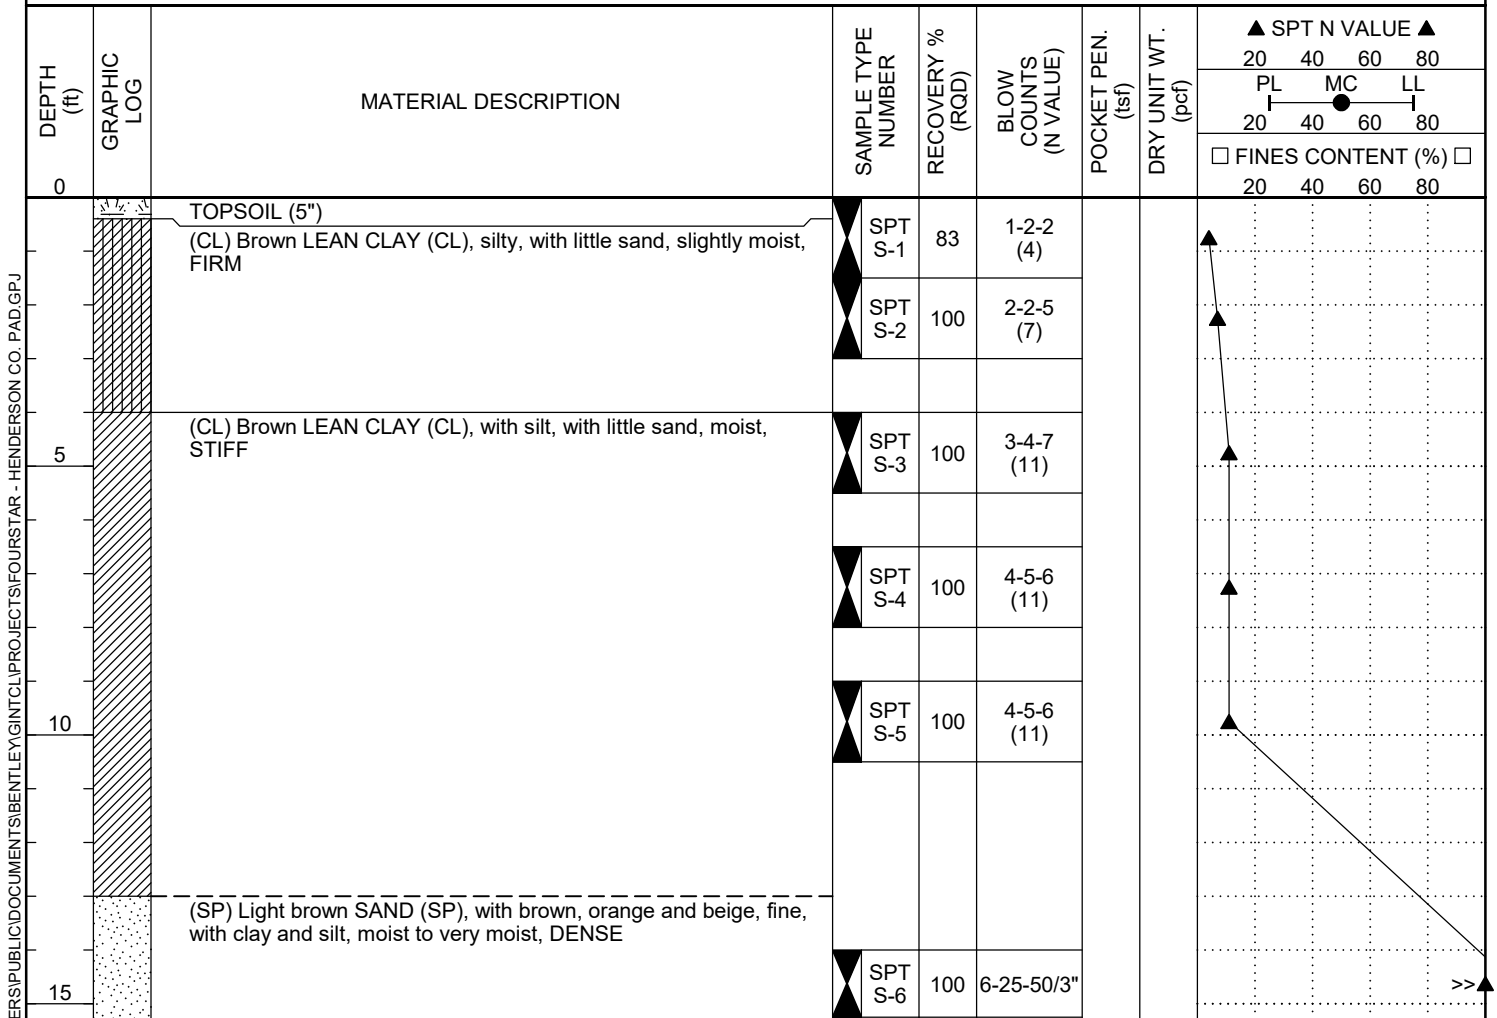 DEPTH
(ft)
GRAPHIC
LOG
MATERIAL DESCRIPTION
SAMPLE TYPE
NUMBER
RECOVERY %
(RQD)
BLOW
COUNTS
(N VALUE)
POCKET PEN.
(tsf)
DRY UNIT WT.
(pcf)
▲ SPT N VALUE ▲
20 40 60 80
PL MC LL
20 40 60 80
□ FINES CONTENT (%) □
20 40 60 80
0
TOPSOIL (5")
(CL) Brown LEAN CLAY (CL), silty, with little sand, slightly moist,
FIRM
SPT
S-1
83
1-2-2
(4)
SPT
S-2
100
2-2-5
(7)
(CL) Brown LEAN CLAY (CL), with silt, with little sand, moist,
STIFF
5
SPT
S-3
100
3-4-7
(11)
SPT
S-4
100
4-5-6
(11)
10
SPT
S-5
100
4-5-6
(11)
(SP) Light brown SAND (SP), with brown, orange and beige, fine,
with clay and silt, moist to very moist, DENSE
15
SPT
S-6
100
6-25-50/3"
>>
ERS\PUBLIC\DOCUMENTS\BENTLEY\GINTCL\PROJECTS\FOURSTAR - HENDERSON CO. PAD.GPJ